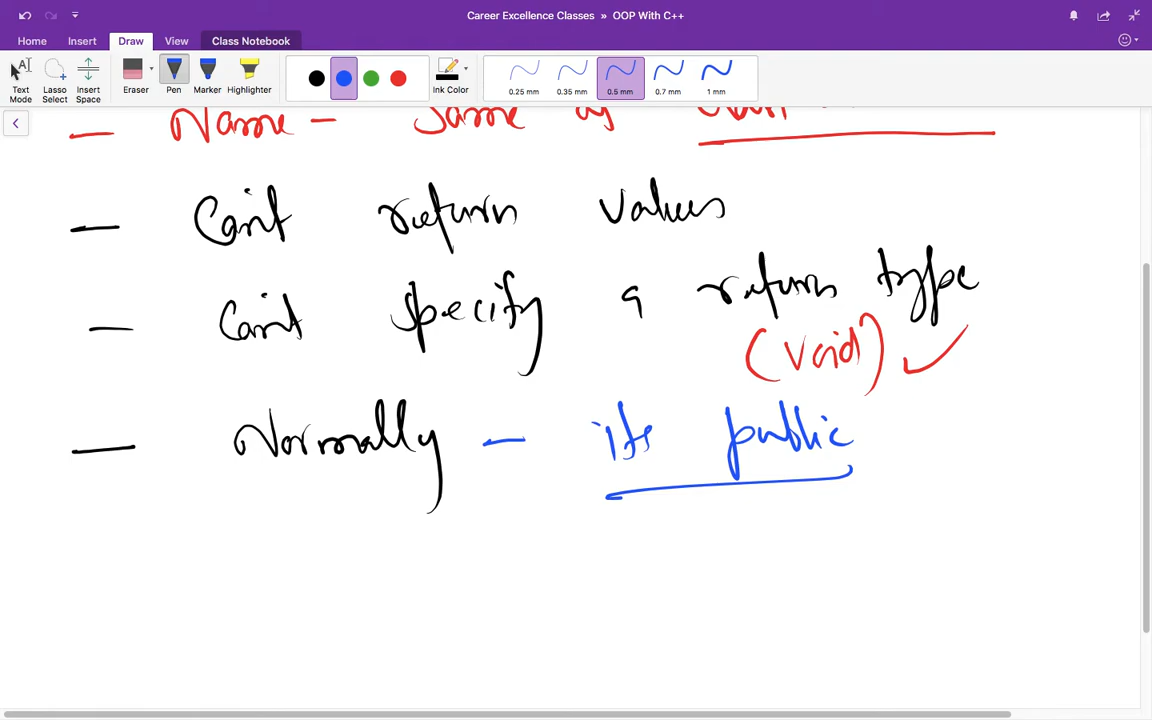 Career Excellence Classes » OOP With C++
Home Insert Draw View Class Notebook
Text Mode
Lasso Select
Insert Space
Eraser
Pen
Marker
Highlighter
Ink Color
0.25 mm
0.35 mm
0.5 mm
0.7 mm
1 mm
— Name — Same as
— Can't return values
— Can't specify a return type
(void) ✓
— Normally — its public